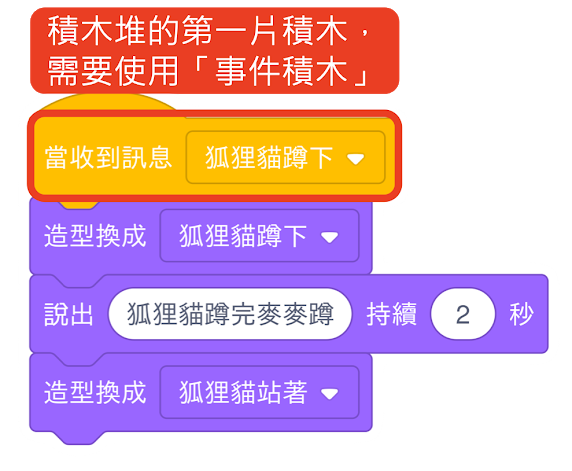 積木堆的第一片積木，
需要使用「事件積木」
當收到訊息 狐狸貓蹲下
造型換成 狐狸貓蹲下
說出 狐狸貓蹲完麥麥蹲 持續 2 秒
造型換成 狐狸貓站著